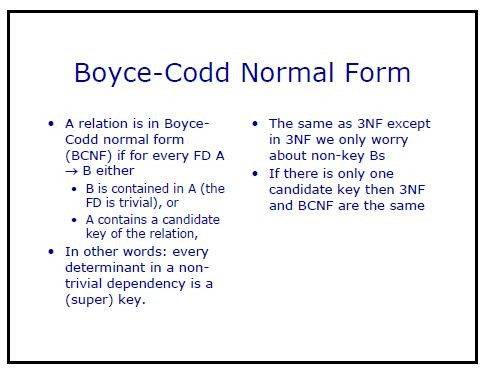 Boyce-Codd Normal Form
• A relation is in Boyce-
Codd normal form
(BCNF) if for every FD A
→ B either
• B is contained in A (the
FD is trivial), or
• A contains a candidate
key of the relation,
• In other words: every
determinant in a non-
trivial dependency is a
(super) key.
• The same as 3NF except
in 3NF we only worry
about non-key Bs
• If there is only one
candidate key then 3NF
and BCNF are the same